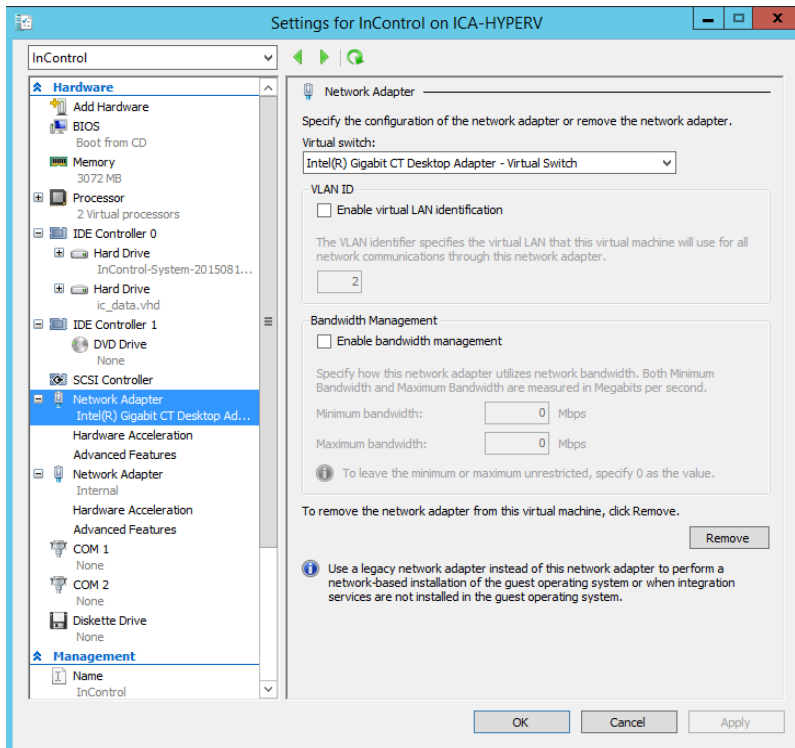 Settings for InControl on ICA-HYPERV
InControl
Hardware
Add Hardware
BIOS
Boot from CD
Memory
3072 MB
Processor
2 Virtual processors
IDE Controller 0
Hard Drive
InControl-System-2015081...
Hard Drive
ic_data.vhd
IDE Controller 1
DVD Drive
None
SCSI Controller
Network Adapter
Intel(R) Gigabit CT Desktop Ad...
Hardware Acceleration
Advanced Features
Network Adapter
Internal
Hardware Acceleration
Advanced Features
COM 1
None
COM 2
None
Diskette Drive
None
Management
Name
InControl
Network Adapter
Specify the configuration of the network adapter or remove the network adapter.
Virtual switch:
Intel(R) Gigabit CT Desktop Adapter - Virtual Switch
VLAN ID
Enable virtual LAN identification
The VLAN identifier specifies the virtual LAN that this virtual machine will use for all
network communications through this network adapter.
2
Bandwidth Management
Enable bandwidth management
Specify how this network adapter utilizes network bandwidth. Both Minimum
Bandwidth and Maximum Bandwidth are measured in Megabits per second.
Minimum bandwidth: 0 Mbps
Maximum bandwidth: 0 Mbps
To leave the minimum or maximum unrestricted, specify 0 as the value.
To remove the network adapter from this virtual machine, click Remove.
Remove
Use a legacy network adapter instead of this network adapter to perform a
network-based installation of the guest operating system or when integration
services are not installed in the guest operating system.
OK Cancel Apply